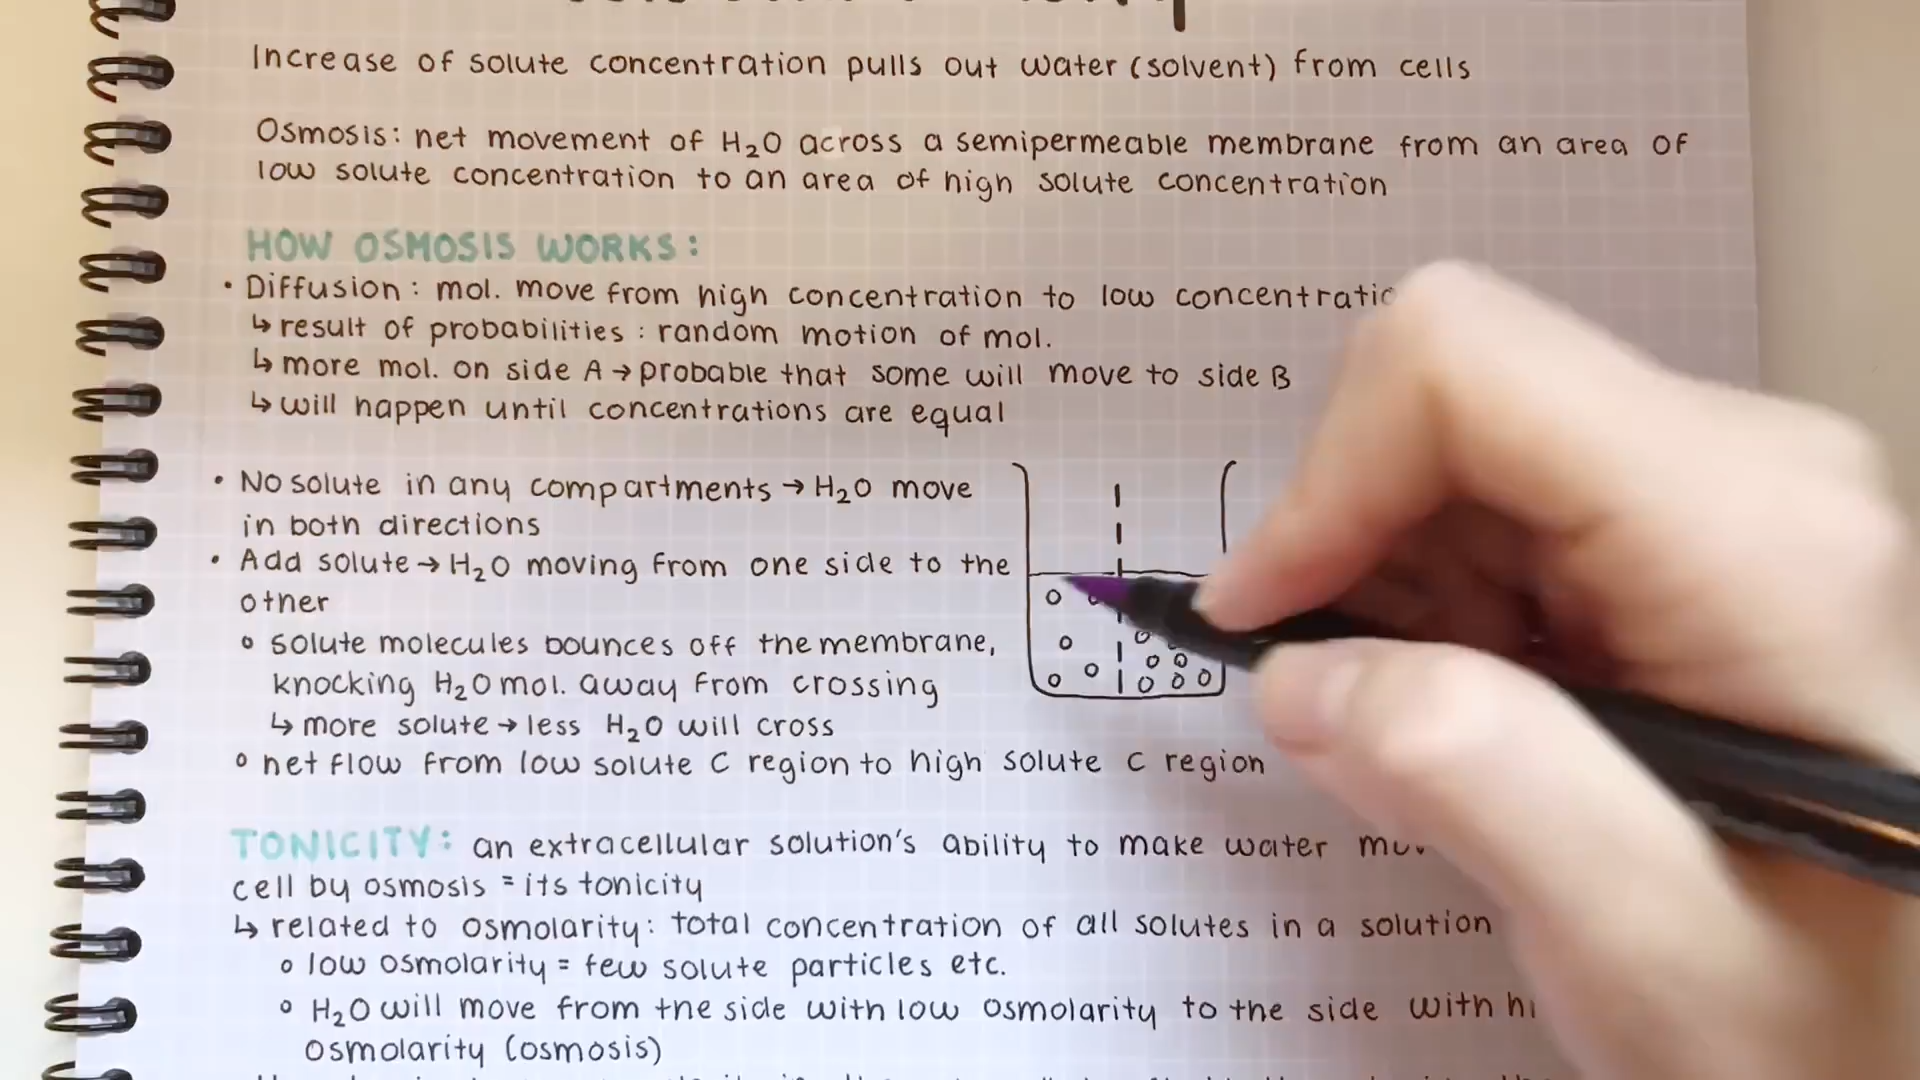 Increase of solute concentration pulls out water (solvent) from cells
Osmosis: net movement of H₂O across a semipermeable membrane from an area of
low solute concentration to an area of high solute concentration
HOW OSMOSIS WORKS:
• Diffusion: mol. move from high concentration to low
↳ result of probabilities: random motion of mol.
↳ more mol. on side A → probable that some will move to side B
↳ will happen until concentrations are equal
• No solute in any compartments → H₂O move
in both directions
• Add solute → H₂O moving from one side to the
other
o solute molecules bounces off the membrane,
knocking H₂O mol. away from crossing
↳ more solute → less H₂O will cross
o net flow from low solute C region to high solute C region
TONICITY: an extracellular solution's ability to make water
cell by osmosis = its tonicity
↳ related to osmolarity: total concentration of all solutes in a solution
o low osmolarity = few solute particles etc.
o H₂O will move from the side with low osmolarity to the side with
osmolarity (osmosis)